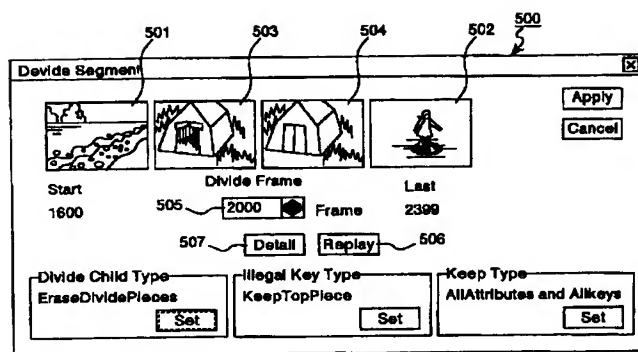 500
501 503 504 502
Devide Segment
Apply
Cancel
Divide Frame
Start Last
1600 505 2000 Frame 2399
507 Detail Replay 506
Divide Child Type Illegal Key Type Keep Type
EraseDividePieces KeepTopPiece AllAttributes and Allkeys
Set Set Set